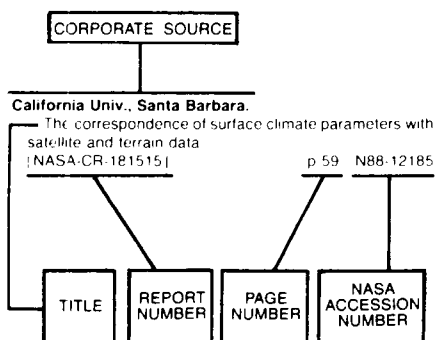 CORPORATE SOURCE
California Univ., Santa Barbara.
The correspondence of surface climate parameters with
satellite and terrain data
[NASA-CR-181515] p 59 N88-12185
TITLE
REPORT NUMBER
PAGE NUMBER
NASA ACCESSION NUMBER